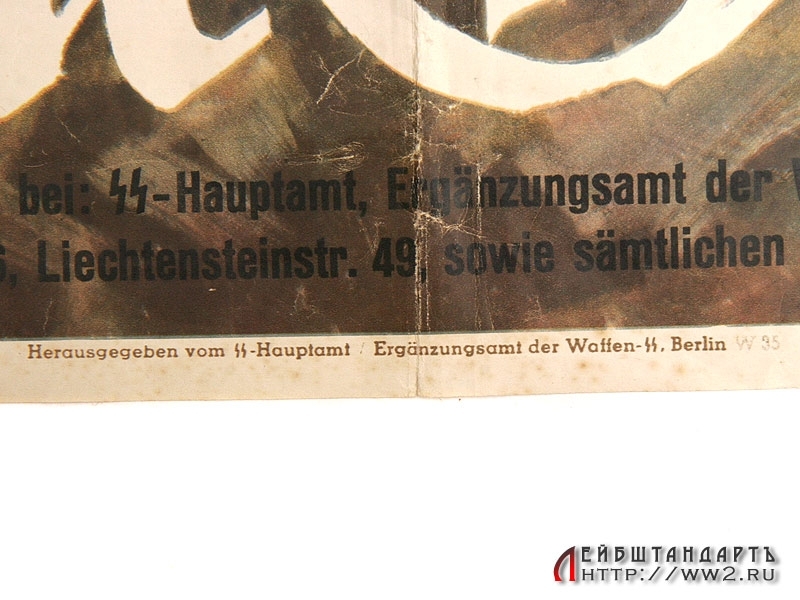 bei: ᛋᛋ-Hauptamt, Ergänzungsamt der
Liechtensteinstr. 49, sowie sämtlichen
Herausgegeben vom ᛋᛋ-Hauptamt / Ergänzungsamt der Waffen-ᛋᛋ, Berlin W 35
ЛЕЙБШТАНДАРТЪ
HTTP://WW2.RU